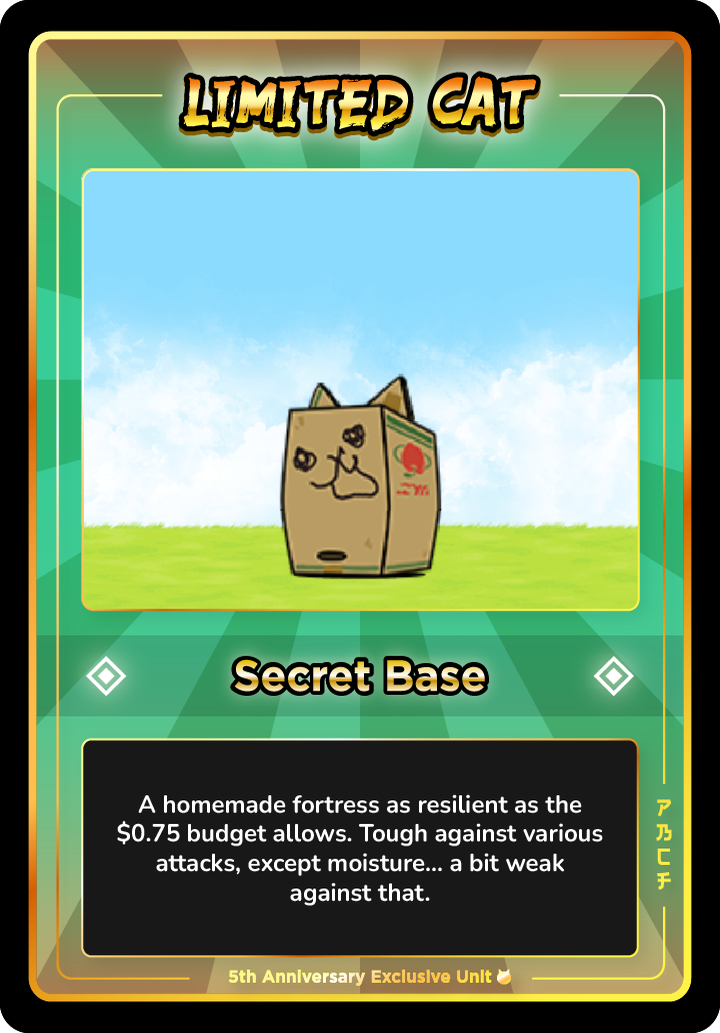 LIMITED CAT
Secret Base
A homemade fortress as resilient as the
$0.75 budget allows. Tough against various
attacks, except moisture... a bit weak
against that.
5th Anniversary Exclusive Unit